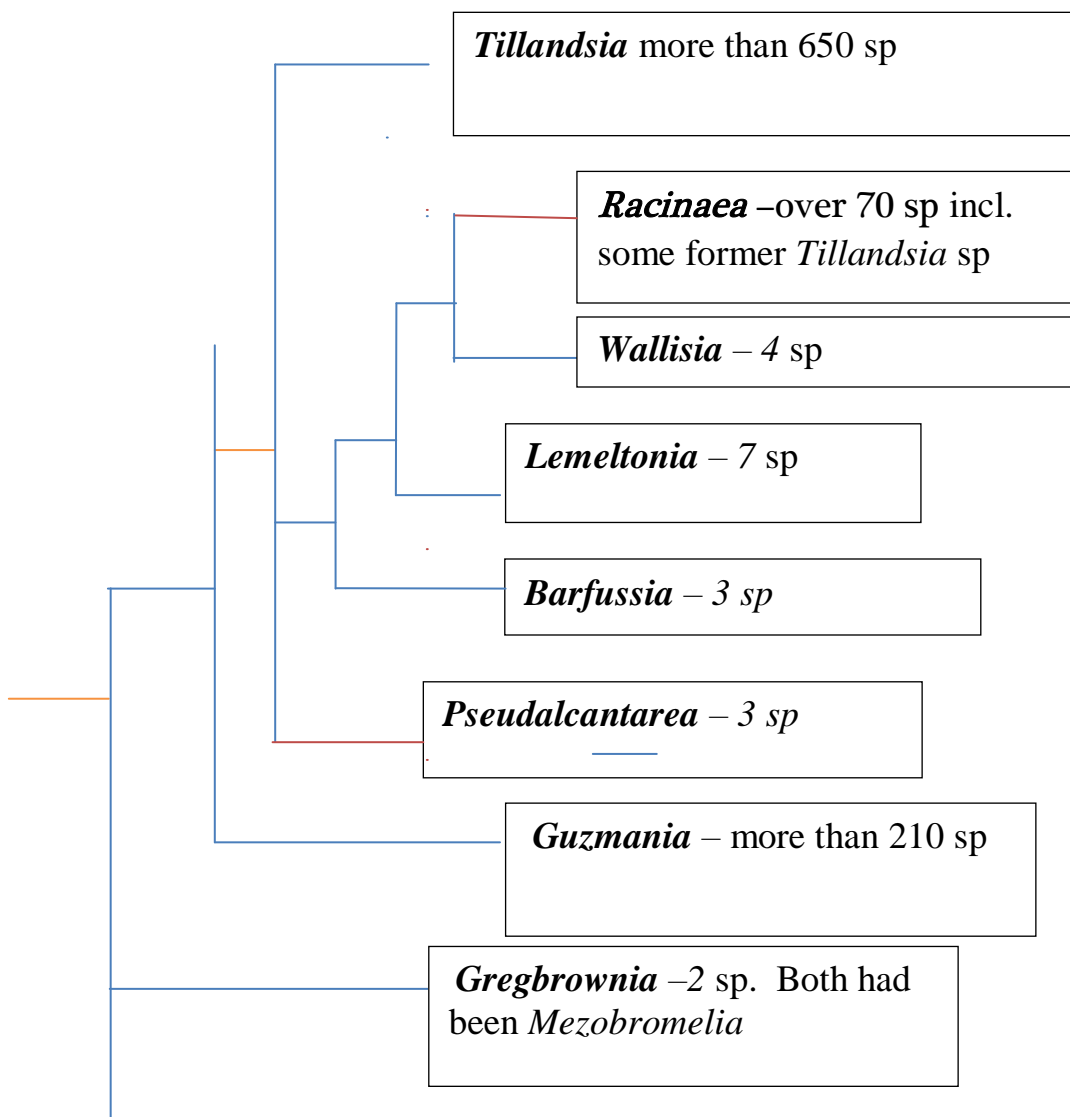 Tillandsia more than 650 sp
Racinaea –over 70 sp incl.
some former Tillandsia sp
Wallisia – 4 sp
Lemeltonia – 7 sp
Barfussia – 3 sp
Pseudalcantarea – 3 sp
Guzmania – more than 210 sp
Gregbrownia –2 sp.  Both had
been Mezobromelia